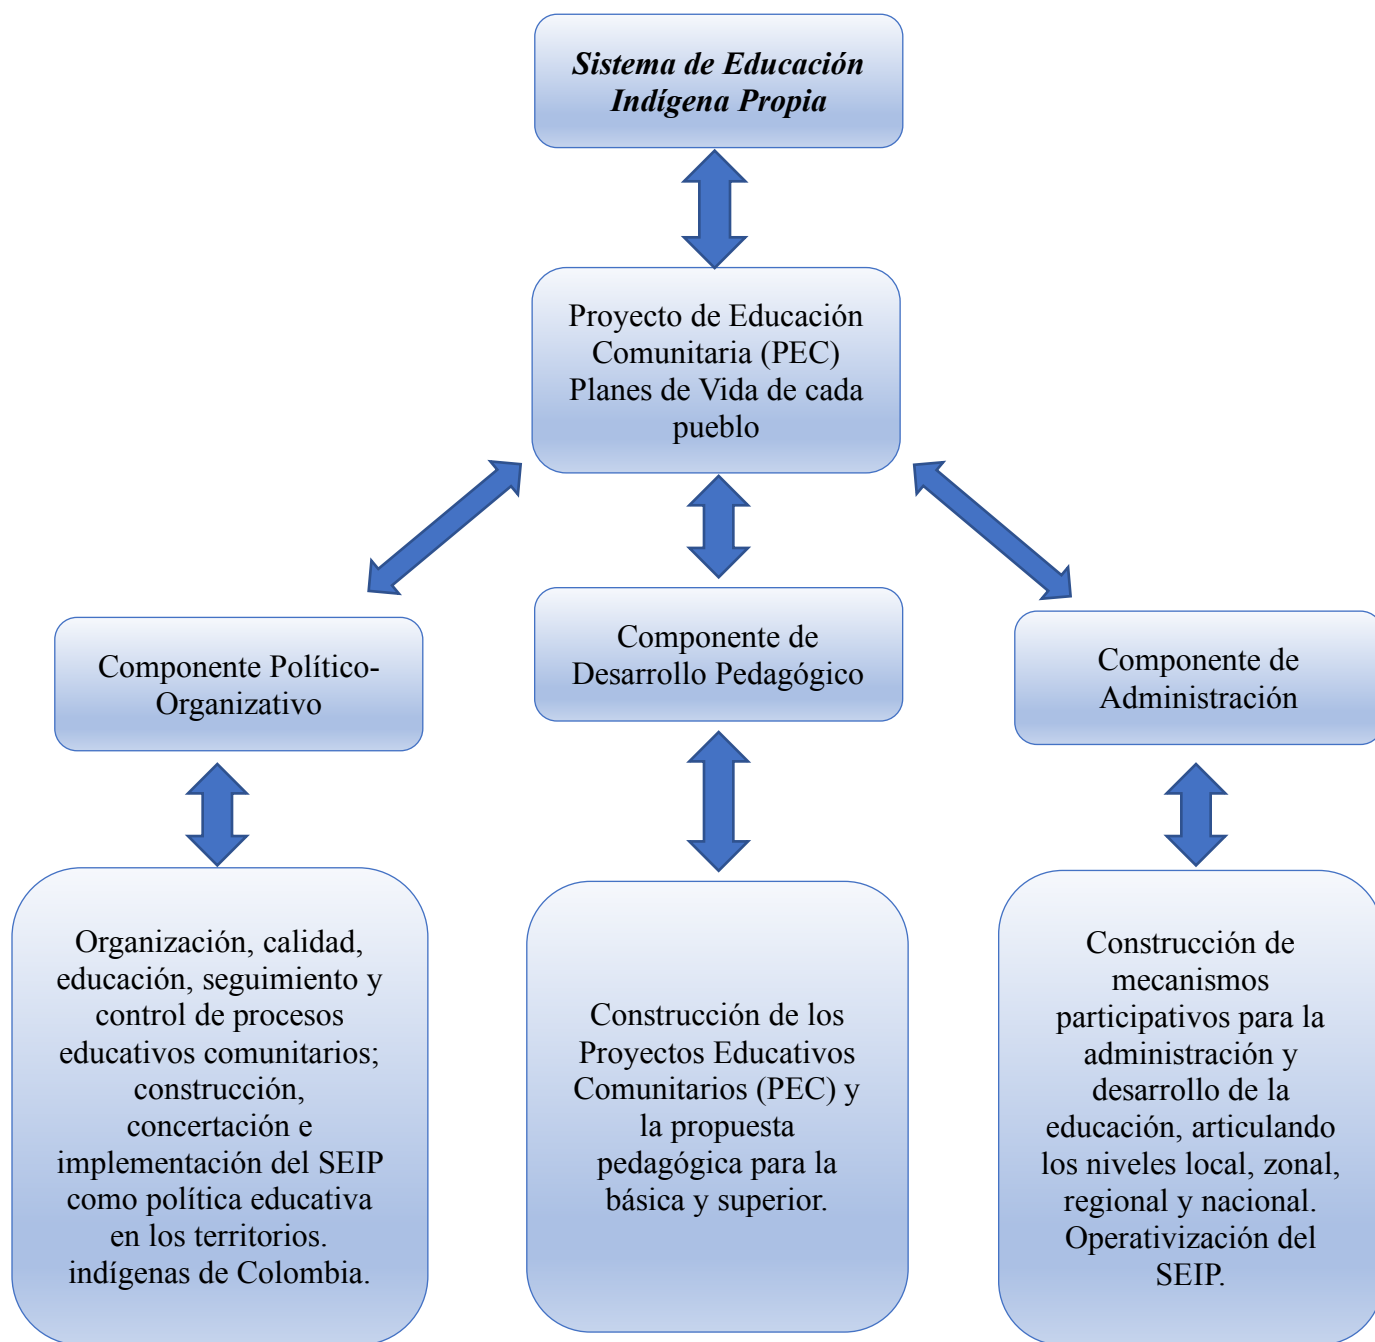 Sistema de Educación
Indígena Propia
Proyecto de Educación
Comunitaria (PEC)
Planes de Vida de cada
pueblo
Componente Político-
Organizativo
Componente de
Desarrollo Pedagógico
Componente de
Administración
Organización, calidad,
educación, seguimiento y
control de procesos
educativos comunitarios;
construcción,
concertación e
implementación del SEIP
como política educativa
en los territorios.
indígenas de Colombia.
Construcción de los
Proyectos Educativos
Comunitarios (PEC) y
la propuesta
pedagógica para la
básica y superior.
Construcción de
mecanismos
participativos para la
administración y
desarrollo de la
educación, articulando
los niveles local, zonal,
regional y nacional.
Operativización del
SEIP.